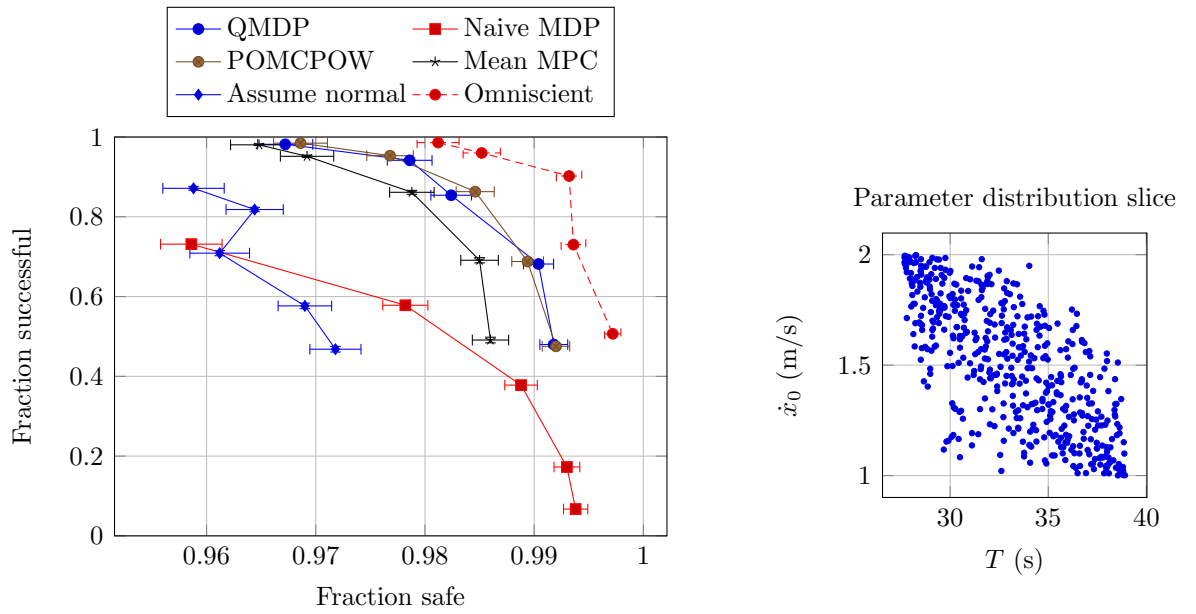 QMDP Naive MDP
POMCPOW Mean MPC
Assume normal Omniscient
1
0.8
0.6
0.4
0.2
0
Fraction successful
0.96 0.97 0.98 0.99 1
Fraction safe
Parameter distribution slice
2
1.5
1
ẋ0 (m/s)
30 35 40
T (s)